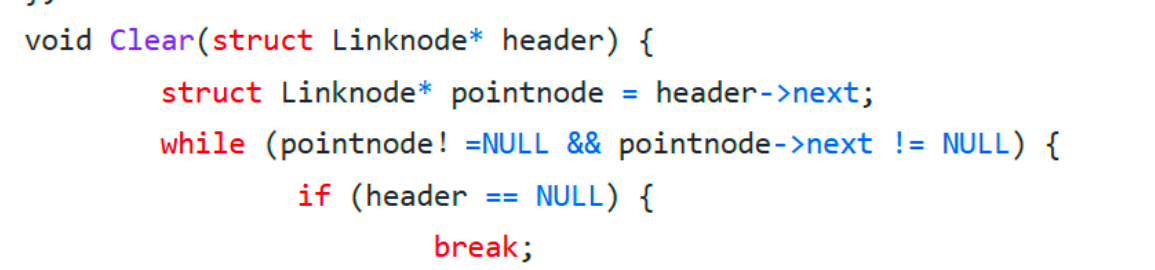 void Clear(struct Linknode* header) {
struct Linknode* pointnode = header->next;
while (pointnode! =NULL && pointnode->next != NULL) {
if (header == NULL) {
break;